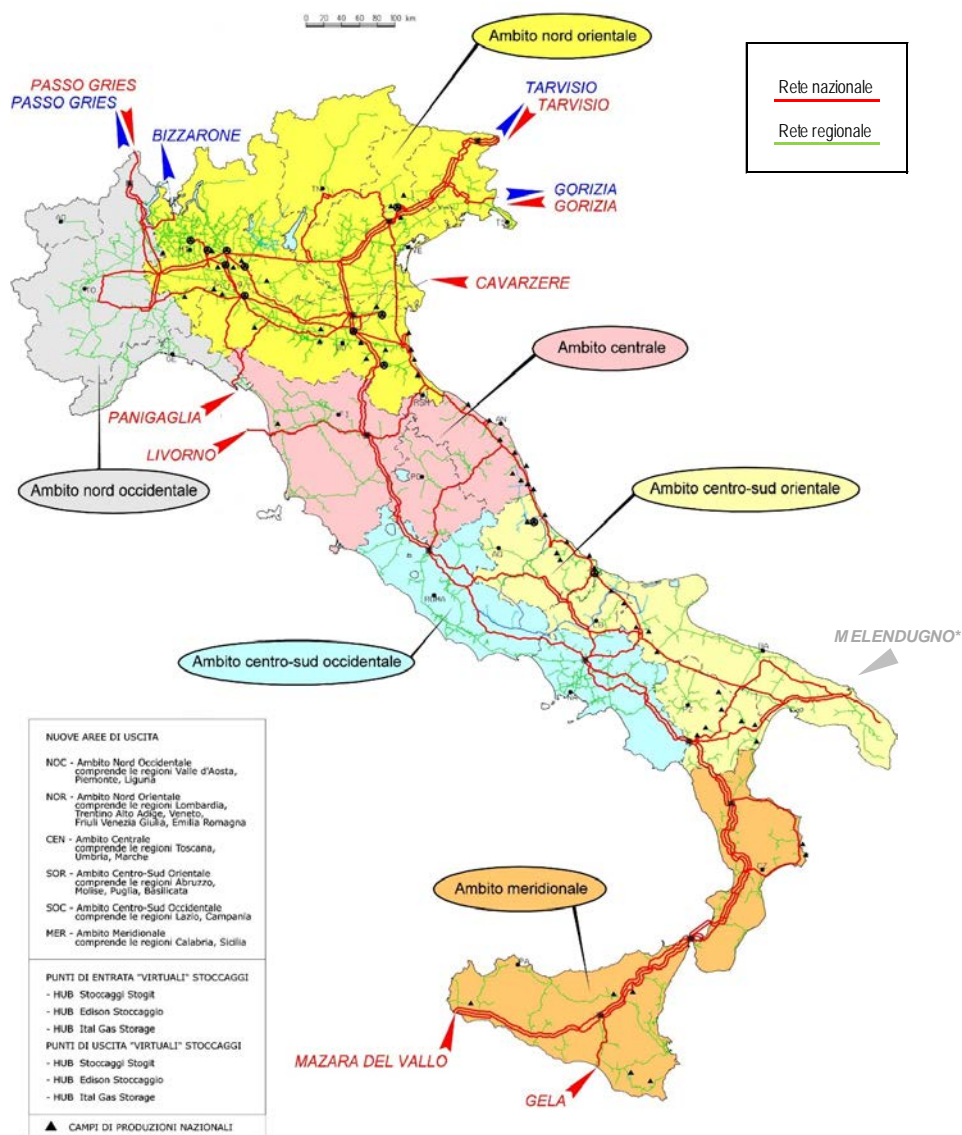 0 20 40 60 80 100 km.
Ambito nord orientale
Rete nazionale
Rete regionale
PASSO GRIES
PASSO GRIES
BIZZARONE
TARVISIO
TARVISIO
GORIZIA
GORIZIA
CAVARZERE
Ambito centrale
PANIGAGLIA
LIVORNO
Ambito nord occidentale
Ambito centro-sud orientale
ROMA
Ambito centro-sud occidentale
MELENDUGNO*
Ambito meridionale
MAZARA DEL VALLO
GELA
NUOVE AREE DI USCITA
NOC - Ambito Nord Occidentale
comprende le regioni Valle d'Aosta,
Piemonte, Liguria
NOR - Ambito Nord Orientale
comprende le regioni Lombardia,
Trentino Alto Adige, Veneto,
Friuli Venezia Giulia, Emilia Romagna
CEN - Ambito Centrale
comprende le regioni Toscana,
Umbria, Marche
SOR - Ambito Centro-Sud Orientale
comprende le regioni Abruzzo,
Molise, Puglia, Basilicata
SOC - Ambito Centro-Sud Occidentale
comprende le regioni Lazio, Campania
MER - Ambito Meridionale
comprende le regioni Calabria, Sicilia
PUNTI DI ENTRATA "VIRTUALI" STOCCAGGI
- HUB Stoccaggi Stogit
- HUB Edison Stoccaggio
- HUB Ital Gas Storage
PUNTI DI USCITA "VIRTUALI" STOCCAGGI
- HUB Stoccaggi Stogit
- HUB Edison Stoccaggio
- HUB Ital Gas Storage
CAMPI DI PRODUZIONI NAZIONALI